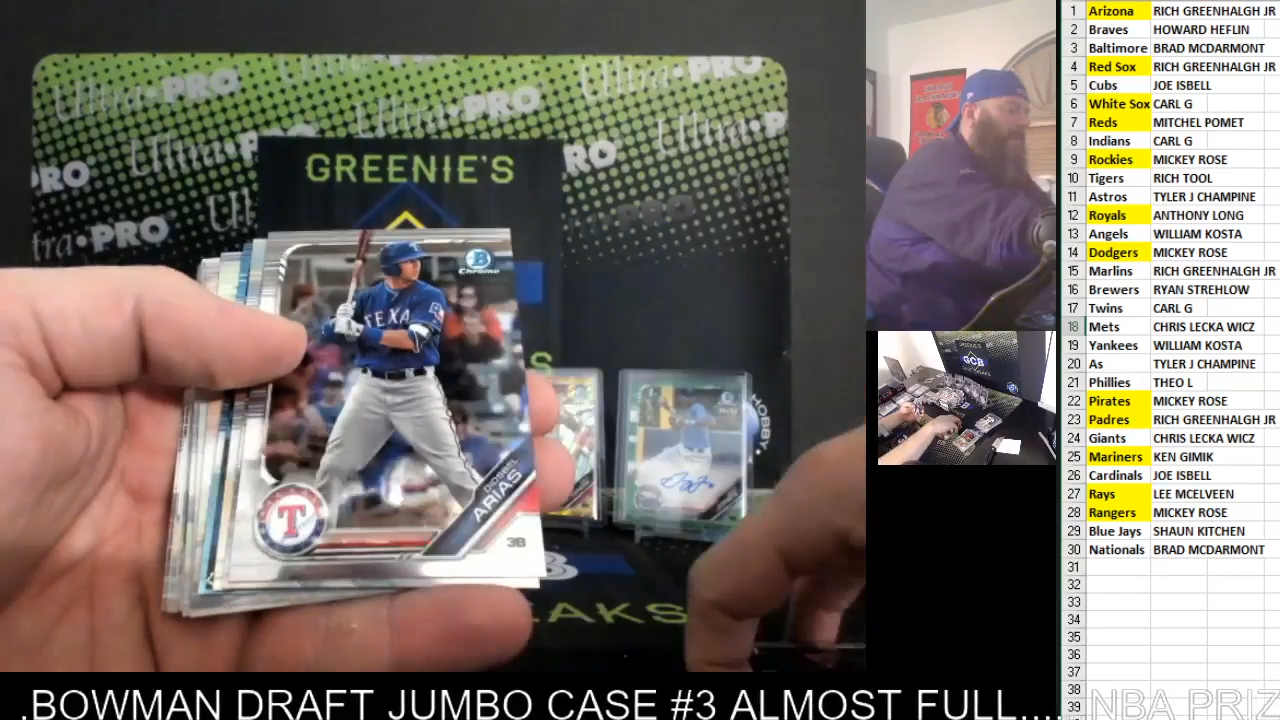 Ultra•PRO
GREENIE'S
B
Chrome
TEXA
DIOSBEL
ARIAS
T
3B
HOBBY
EAKS
GREENIE'S
GCB
1 Arizona RICH GREENHALGH JR
2 Braves HOWARD HEFLIN
3 Baltimore BRAD MCDARMONT
4 Red Sox RICH GREENHALGH JR
5 Cubs JOE ISBELL
6 White Sox CARL G
7 Reds MITCHEL POMET
8 Indians CARL G
9 Rockies MICKEY ROSE
10 Tigers RICH TOOL
11 Astros TYLER J CHAMPINE
12 Royals ANTHONY LONG
13 Angels WILLIAM KOSTA
14 Dodgers MICKEY ROSE
15 Marlins RICH GREENHALGH JR
16 Brewers RYAN STREHLOW
17 Twins CARL G
18 Mets CHRIS LECKA WICZ
19 Yankees WILLIAM KOSTA
20 As TYLER J CHAMPINE
21 Phillies THEO L
22 Pirates MICKEY ROSE
23 Padres RICH GREENHALGH JR
24 Giants CHRIS LECKA WICZ
25 Mariners KEN GIMIK
26 Cardinals JOE ISBELL
27 Rays LEE MCELVEEN
28 Rangers MICKEY ROSE
29 Blue Jays SHAUN KITCHEN
30 Nationals BRAD MCDARMONT
31
32
33
34
35
36
37
38
39
.BOWMAN DRAFT JUMBO CASE #3 ALMOST FULL..... NBA PRIZ